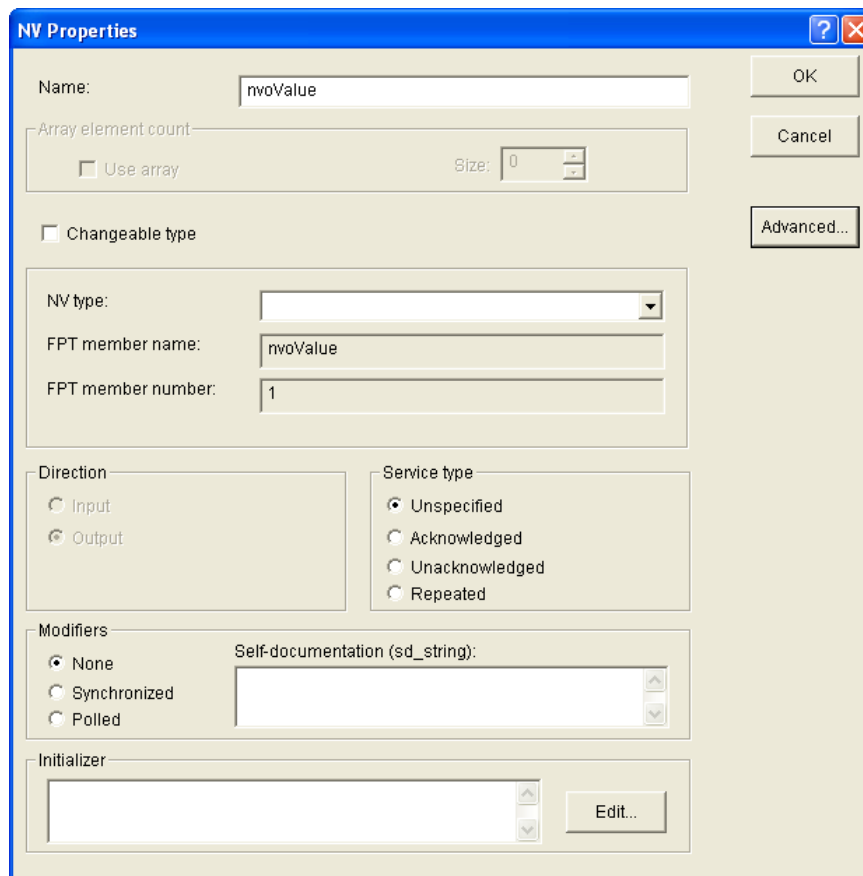 NV Properties
Name: nvoValue
OK
Array element count
Cancel
Use array Size: 0
Changeable type
Advanced...
NV type:
FPT member name: nvoValue
FPT member number: 1
Direction
Input
Output
Service type
Unspecified
Acknowledged
Unacknowledged
Repeated
Modifiers
None
Synchronized
Polled
Self-documentation (sd_string):
Initializer
Edit...